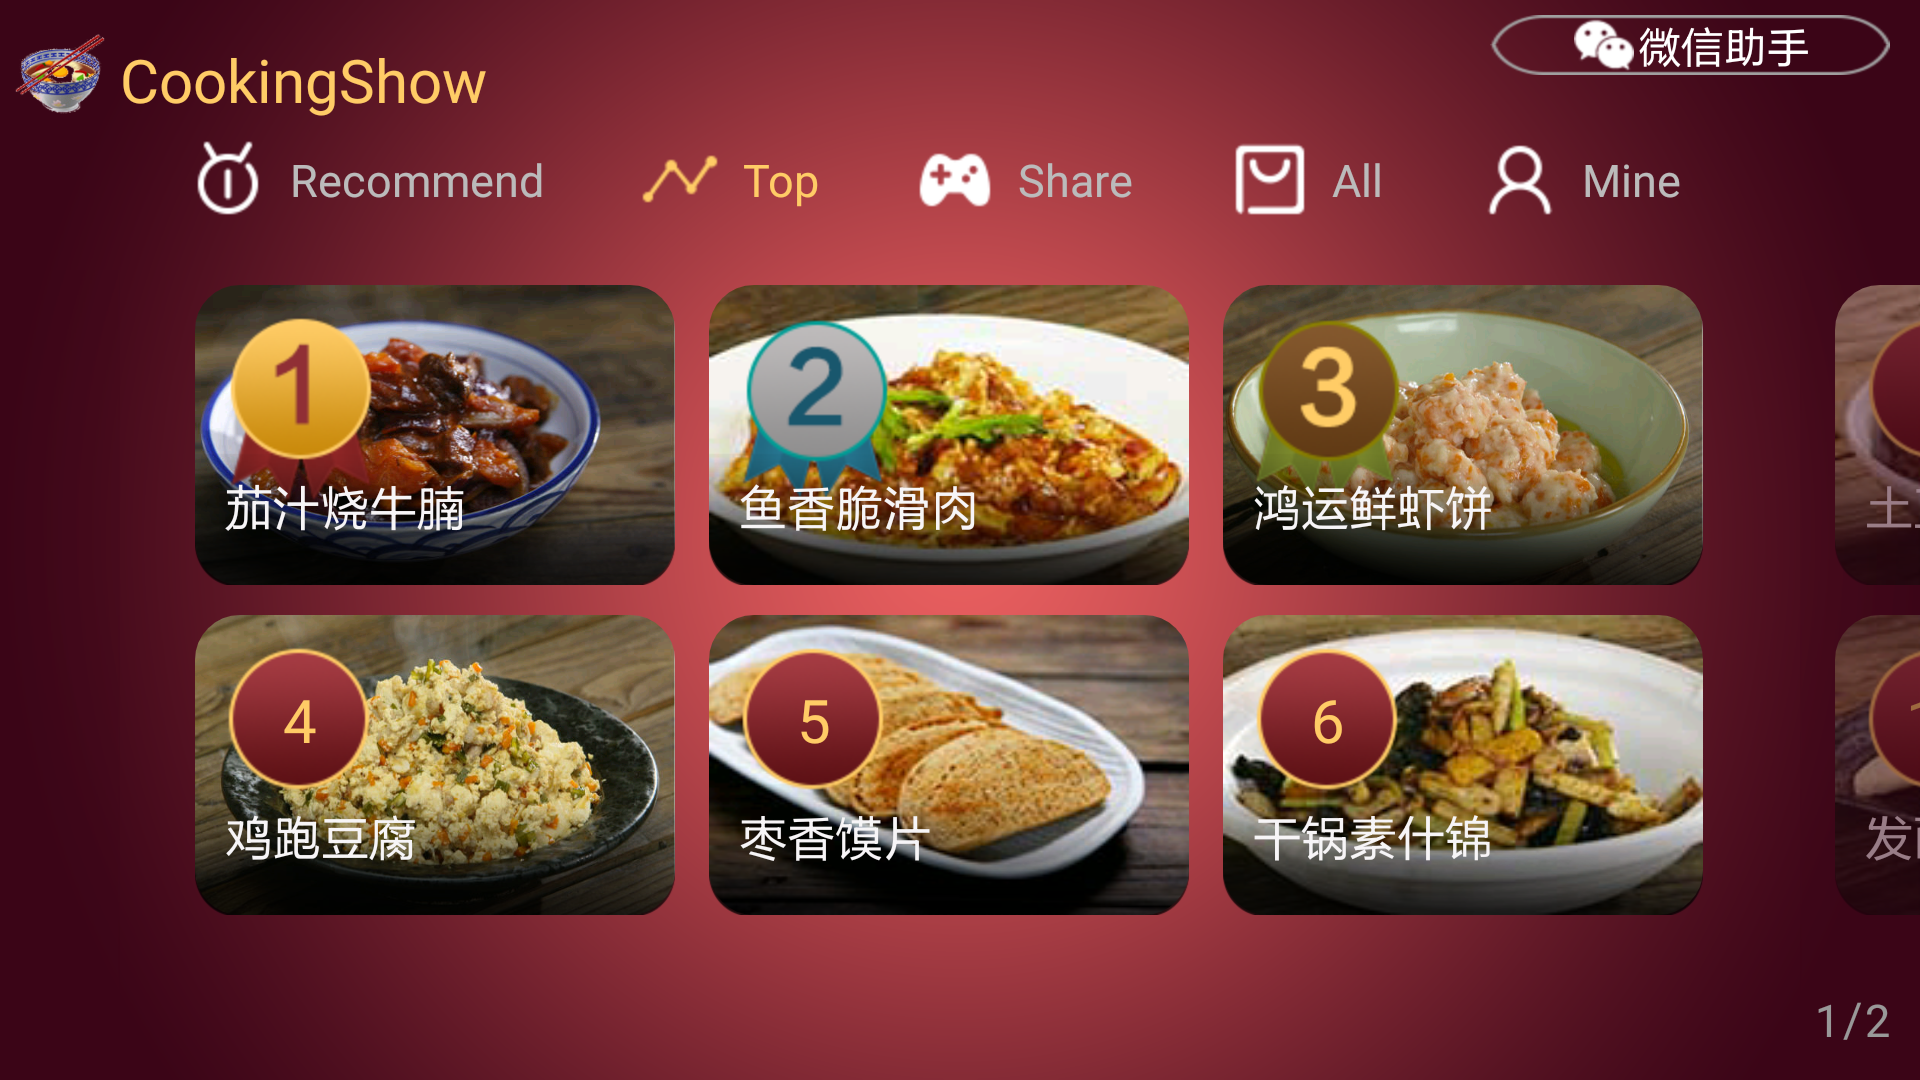 CookingShow
微信助手
Recommend
Top
Share
All
Mine
1
茄汁烧牛腩
2
鱼香脆滑肉
3
鸿运鲜虾饼
4
鸡跑豆腐
5
枣香馍片
6
干锅素什锦
土
发
1/2